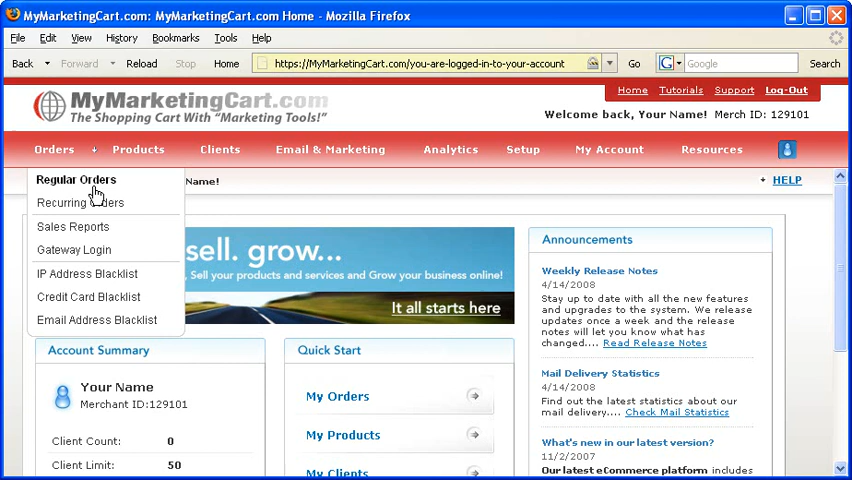 MyMarketingCart.com: MyMarketingCart.com Home - Mozilla Firefox
File Edit View History Bookmarks Tools Help
Back Forward Reload Stop Home https://MyMarketingCart.com/you-are-logged-in-to-your-account Go G Google Search
Home Tutorials Support Log-Out
MyMarketingCart.com
The Shopping Cart With "Marketing Tools!"
Welcome back, Your Name! Merch ID: 129101
Orders Products Clients Email & Marketing Analytics Setup My Account Resources
Regular Orders
Name!
HELP
Recurring Orders
Sales Reports
Gateway Login
IP Address Blacklist
Credit Card Blacklist
Email Address Blacklist
sell. grow...
, Sell your products and services and Grow your business online!
It all starts here
Account Summary
Your Name
Merchant ID:129101
Client Count: 0
Client Limit: 50
Quick Start
My Orders
My Products
My Clients
Announcements
Weekly Release Notes
4/14/2008
Stay up to date with all the new features
and upgrades to the system. We release
updates once a week and the release
notes will let you know what has
changed.... Read Release Notes
Mail Delivery Statistics
4/14/2008
Find out the latest statistics about our
mail delivery.... Check Mail Statistics
What's new in our latest version?
11/2/2007
Our latest eCommerce platform includes